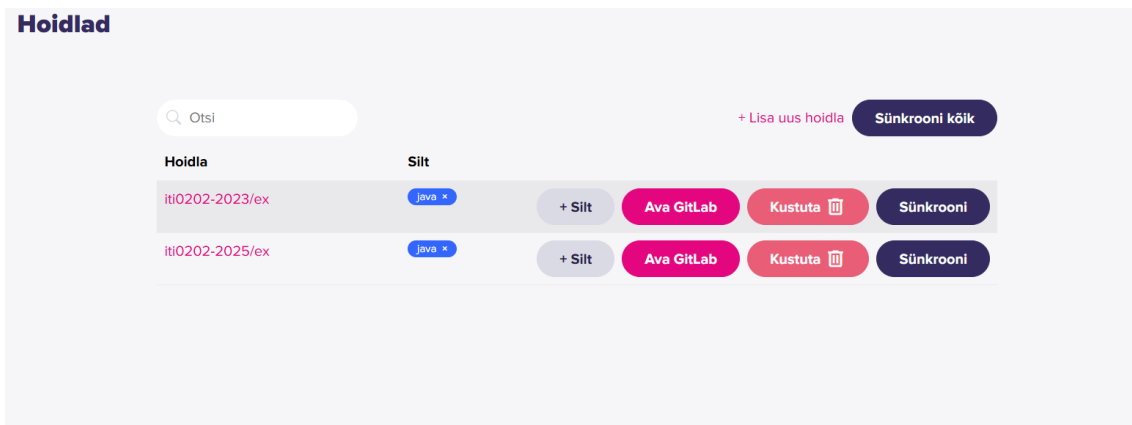 Hoidlad
Otsi
+ Lisa uus hoidla Sünkrooni kõik
Hoidla Silt
iti0202-2023/ex java × + Silt Ava GitLab Kustuta Sünkrooni
iti0202-2025/ex java × + Silt Ava GitLab Kustuta Sünkrooni